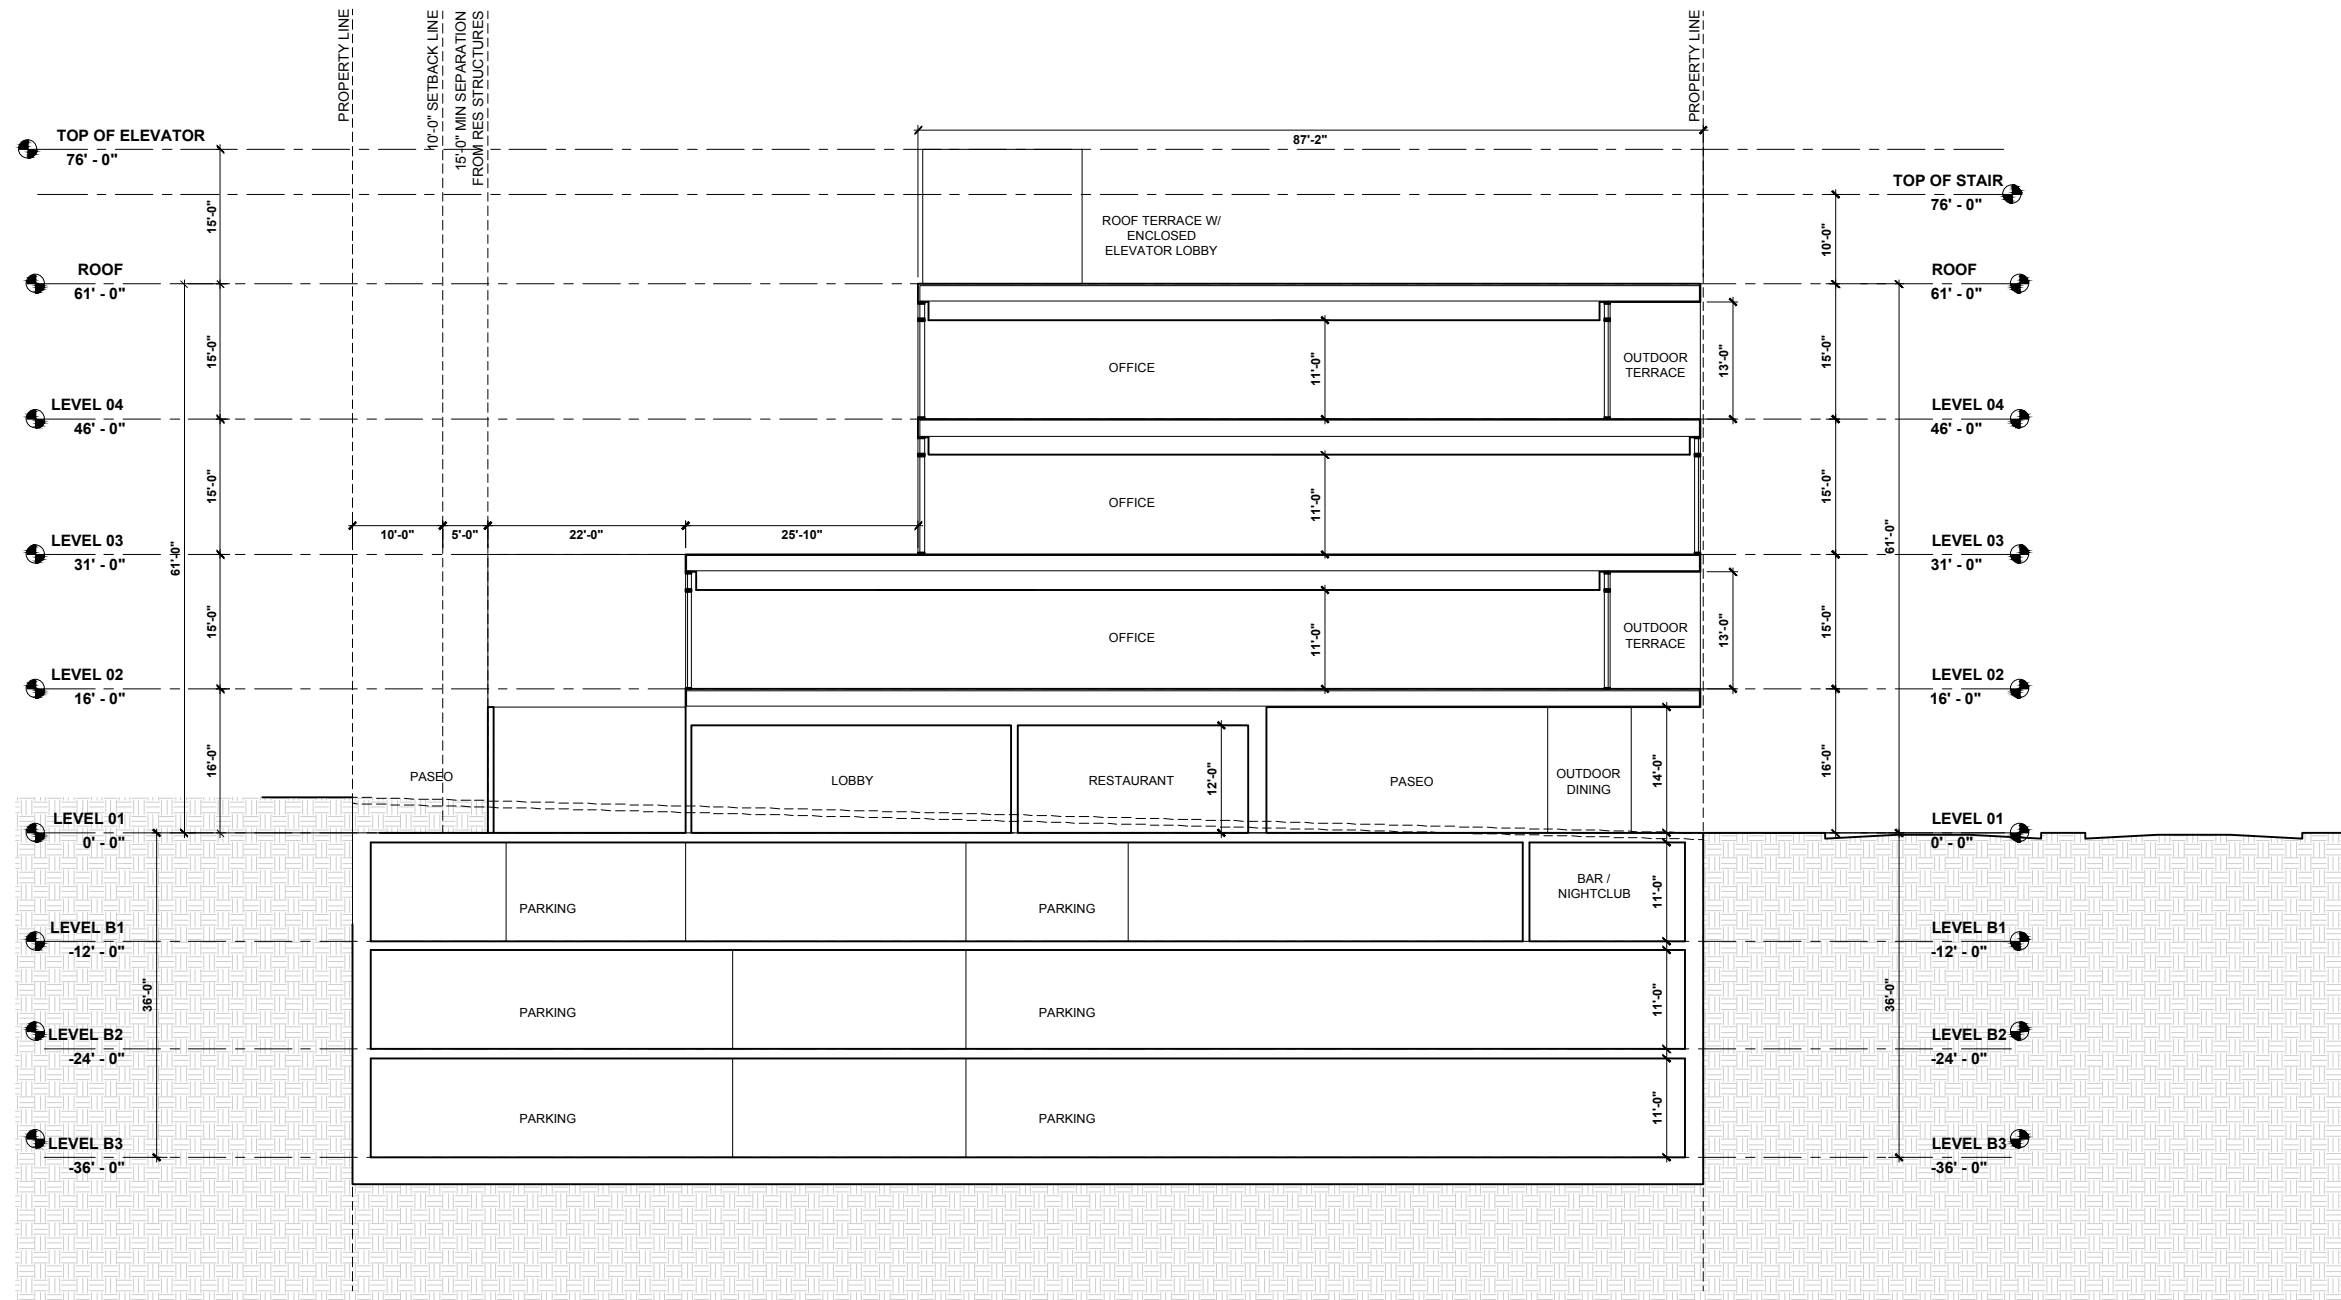 PROPERTY LINE
10'-0" SETBACK LINE
15'-0" MIN SEPARATION
FROM RES STRUCTURES
PROPERTY LINE
TOP OF ELEVATOR
76' - 0"
87'-2"
TOP OF STAIR
76' - 0"
15'-0"
ROOF TERRACE W/
ENCLOSED
ELEVATOR LOBBY
10'-0"
ROOF
61' - 0"
ROOF
61' - 0"
15'-0"
OFFICE
11'-0"
OUTDOOR
TERRACE
13'-0"
15'-0"
LEVEL 04
46' - 0"
LEVEL 04
46' - 0"
15'-0"
OFFICE
11'-0"
15'-0"
10'-0"
5'-0"
22'-0"
25'-10"
LEVEL 03
31' - 0"
61'-0"
LEVEL 03
31' - 0"
61'-0"
15'-0"
OFFICE
11'-0"
OUTDOOR
TERRACE
13'-0"
15'-0"
LEVEL 02
16' - 0"
LEVEL 02
16' - 0"
16'-0"
PASEO
LOBBY
RESTAURANT
12'-0"
PASEO
OUTDOOR
DINING
14'-0"
16'-0"
LEVEL 01
0' - 0"
LEVEL 01
0' - 0"
PARKING
PARKING
BAR /
NIGHTCLUB
11'-0"
LEVEL B1
-12' - 0"
LEVEL B1
-12' - 0"
36'-0"
PARKING
PARKING
11'-0"
36'-0"
LEVEL B2
-24' - 0"
LEVEL B2
-24' - 0"
PARKING
PARKING
11'-0"
LEVEL B3
-36' - 0"
LEVEL B3
-36' - 0"